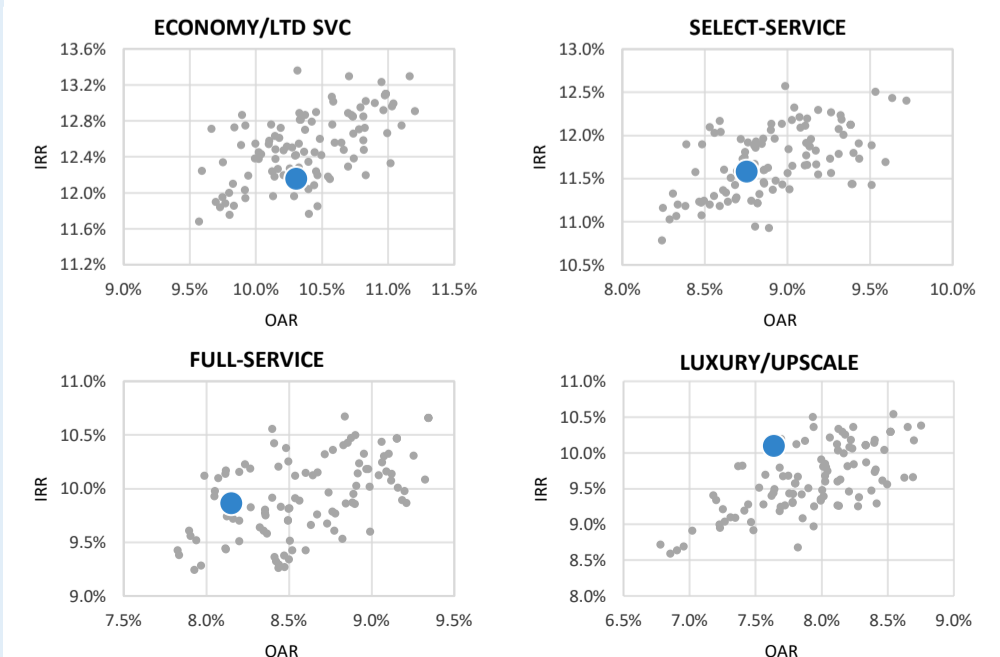 ECONOMY/LTD SVC
13.6%
13.2%
12.8%
12.4%
12.0%
11.6%
11.2%
IRR
9.0% 9.5% 10.0% 10.5% 11.0% 11.5%
OAR
SELECT-SERVICE
13.0%
12.5%
12.0%
11.5%
11.0%
10.5%
IRR
8.0% 8.5% 9.0% 9.5% 10.0%
OAR
FULL-SERVICE
11.0%
10.5%
10.0%
9.5%
9.0%
IRR
7.5% 8.0% 8.5% 9.0% 9.5%
OAR
LUXURY/UPSCALE
11.0%
10.5%
10.0%
9.5%
9.0%
8.5%
8.0%
IRR
6.5% 7.0% 7.5% 8.0% 8.5% 9.0%
OAR